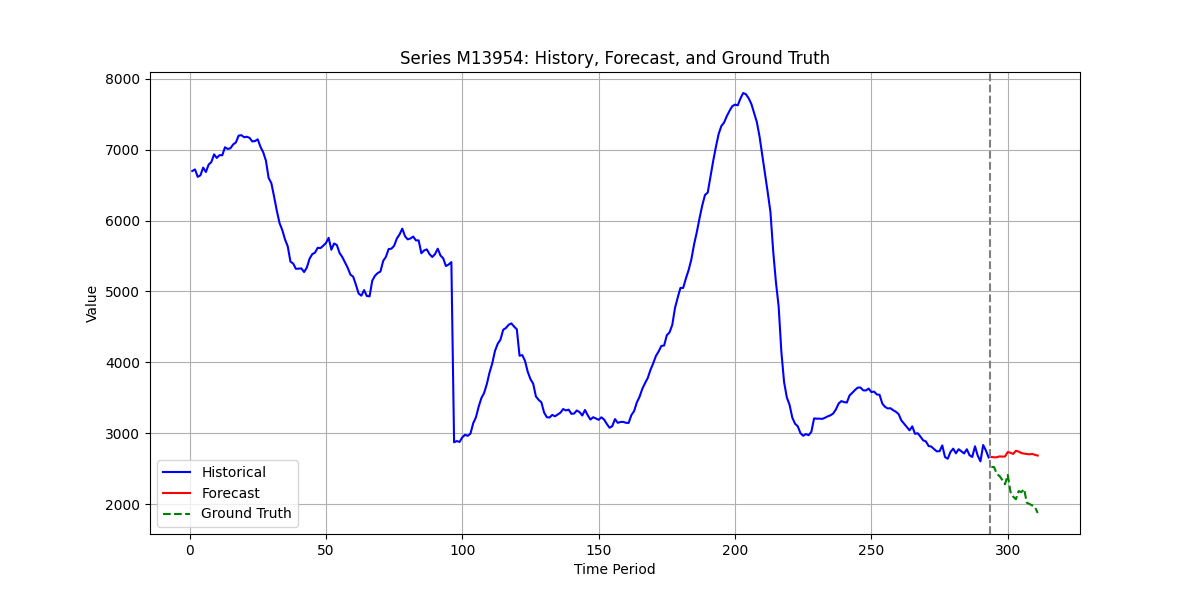 Series M13954: History, Forecast, and Ground Truth
8000
7000
6000
5000
4000
3000
2000
Value
Historical
Forecast
Ground Truth
0
50
100
150
200
250
300
Time Period